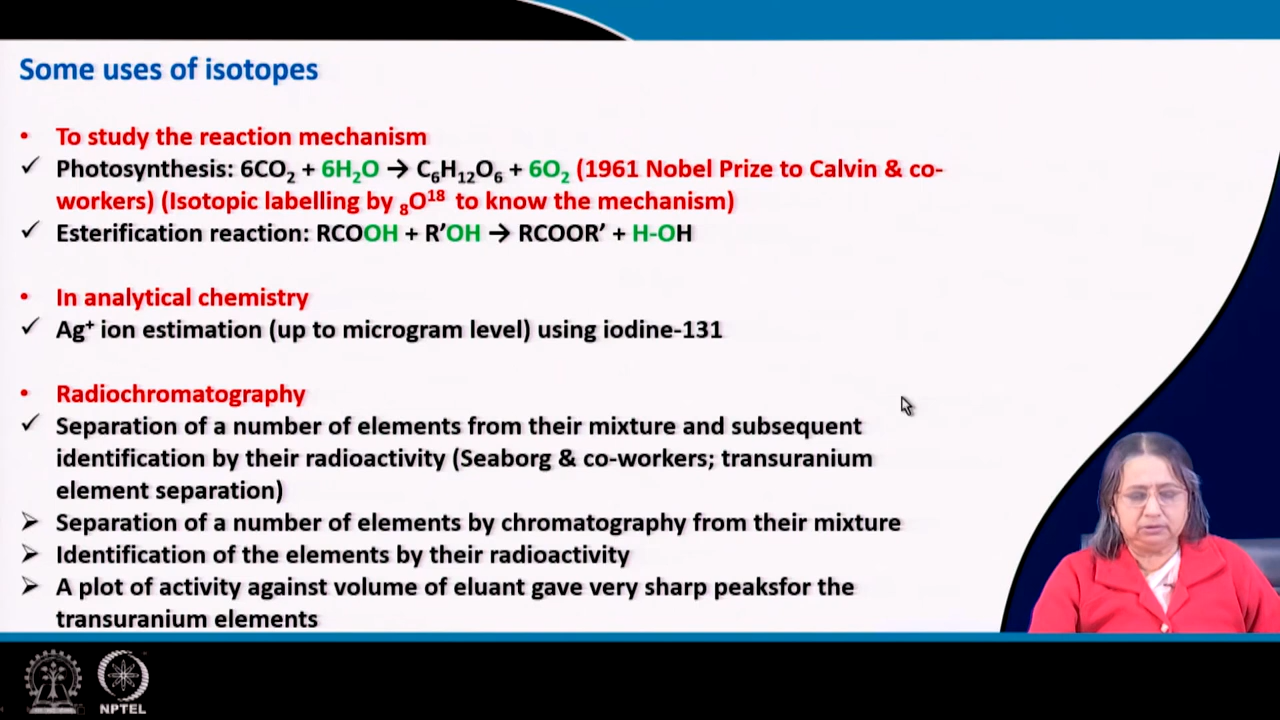 Some uses of isotopes
• To study the reaction mechanism
✓ Photosynthesis: 6CO₂ + 6H₂O → C₆H₁₂O₆ + 6O₂ (1961 Nobel Prize to Calvin & co-
workers) (Isotopic labelling by ₈O¹⁸ to know the mechanism)
✓ Esterification reaction: RCOOH + R’OH → RCOOR’ + H-OH
• In analytical chemistry
✓ Ag⁺ ion estimation (up to microgram level) using iodine-131
• Radiochromatography
✓ Separation of a number of elements from their mixture and subsequent
identification by their radioactivity (Seaborg & co-workers; transuranium
element separation)
➢ Separation of a number of elements by chromatography from their mixture
➢ Identification of the elements by their radioactivity
➢ A plot of activity against volume of eluant gave very sharp peaksfor the
transuranium elements
NPTEL